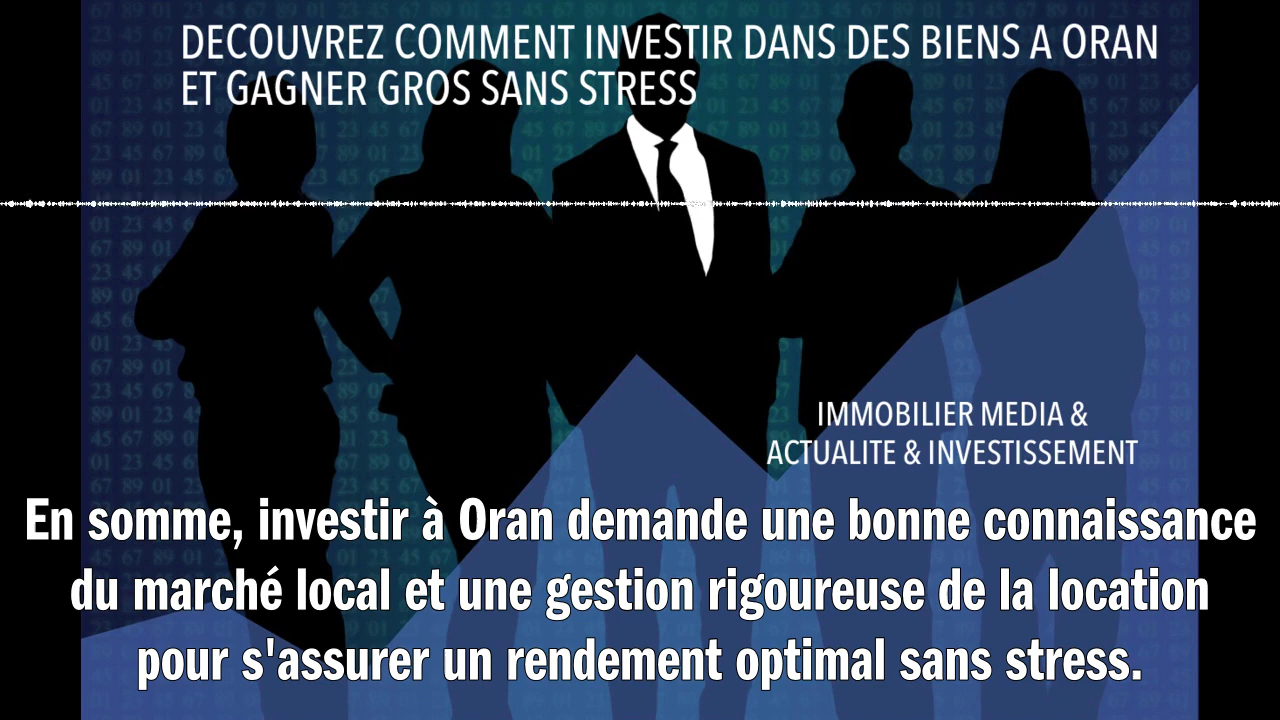 DECOUVREZ COMMENT INVESTIR DANS DES BIENS A ORAN
ET GAGNER GROS SANS STRESS
IMMOBILIER MEDIA &
ACTUALITE & INVESTISSEMENT
En somme, investir à Oran demande une bonne connaissance
du marché local et une gestion rigoureuse de la location
pour s'assurer un rendement optimal sans stress.